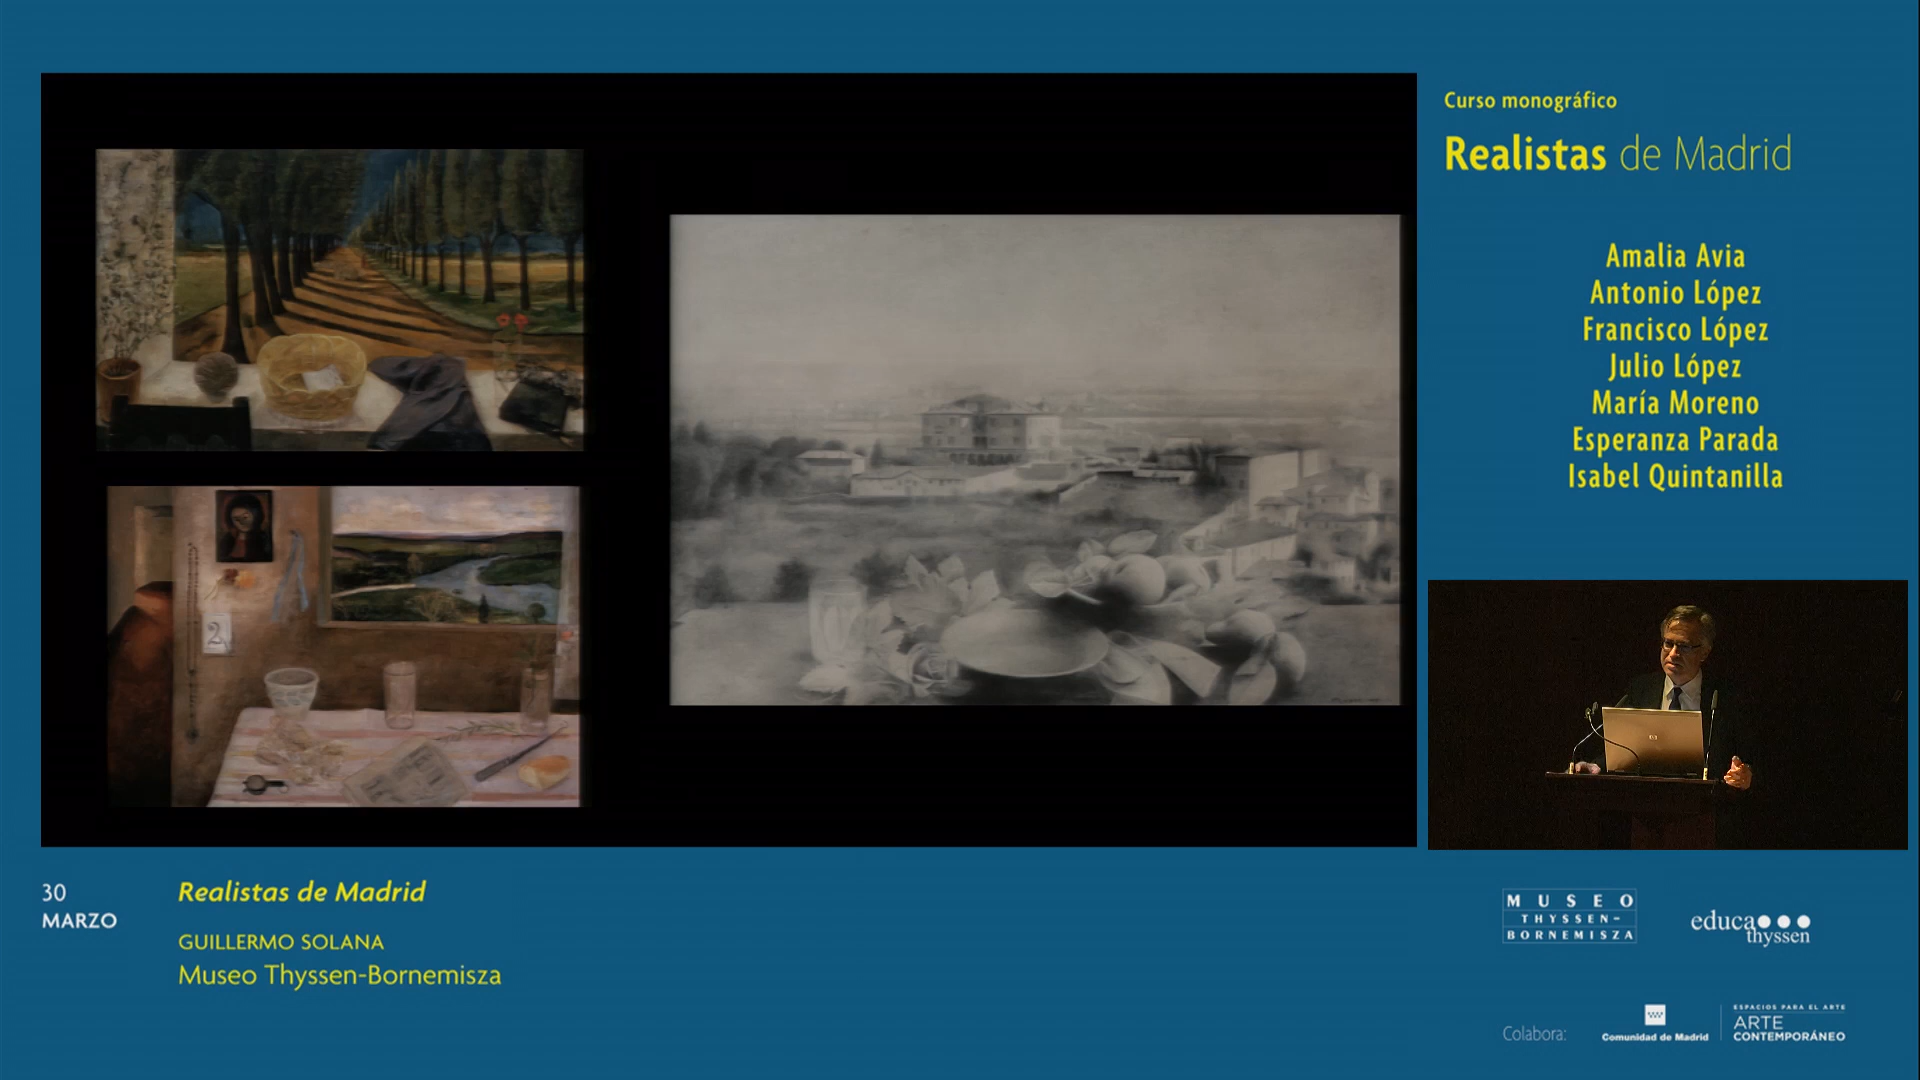 Curso monográfico
Realistas de Madrid
Amalia Avia
Antonio López
Francisco López
Julio López
María Moreno
Esperanza Parada
Isabel Quintanilla
2
30
MARZO
Realistas de Madrid
GUILLERMO SOLANA
Museo Thyssen-Bornemisza
MUSEO
THYSSEN-
BORNEMISZA
educa
thyssen
Colabora:
Comunidad de Madrid
ESPACIOS PARA EL ARTE
ARTE
CONTEMPORÁNEO